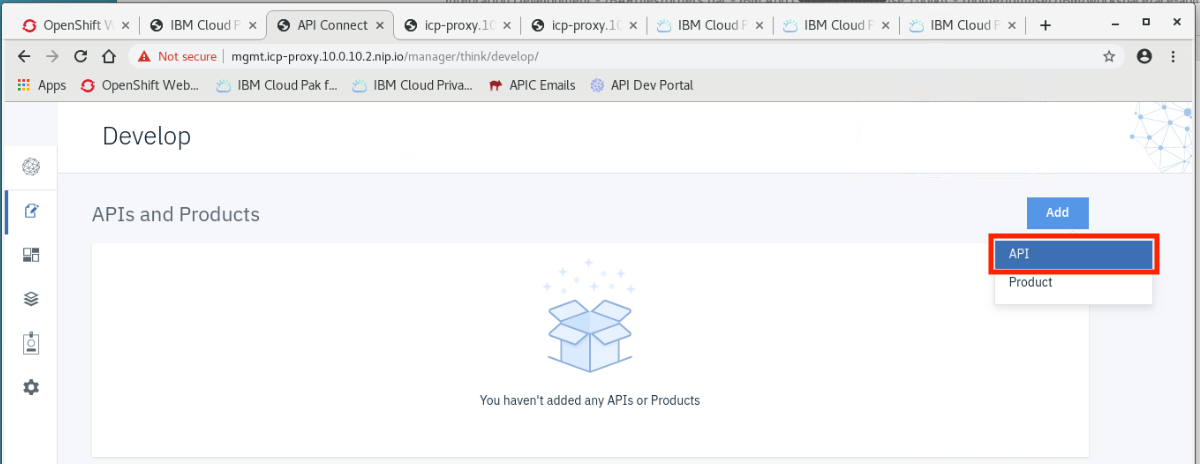 OpenShift W
IBM Cloud P
API Connect
icp-proxy.10
icp-proxy.10
IBM Cloud P
IBM Cloud P
IBM Cloud P
Not secure
mgmt.icp-proxy.10.0.10.2.nip.io/manager/think/develop/
Apps
OpenShift Web...
IBM Cloud Pak f...
IBM Cloud Priva...
APIC Emails
API Dev Portal
Develop
APIs and Products
Add
API
Product
You haven't added any APIs or Products